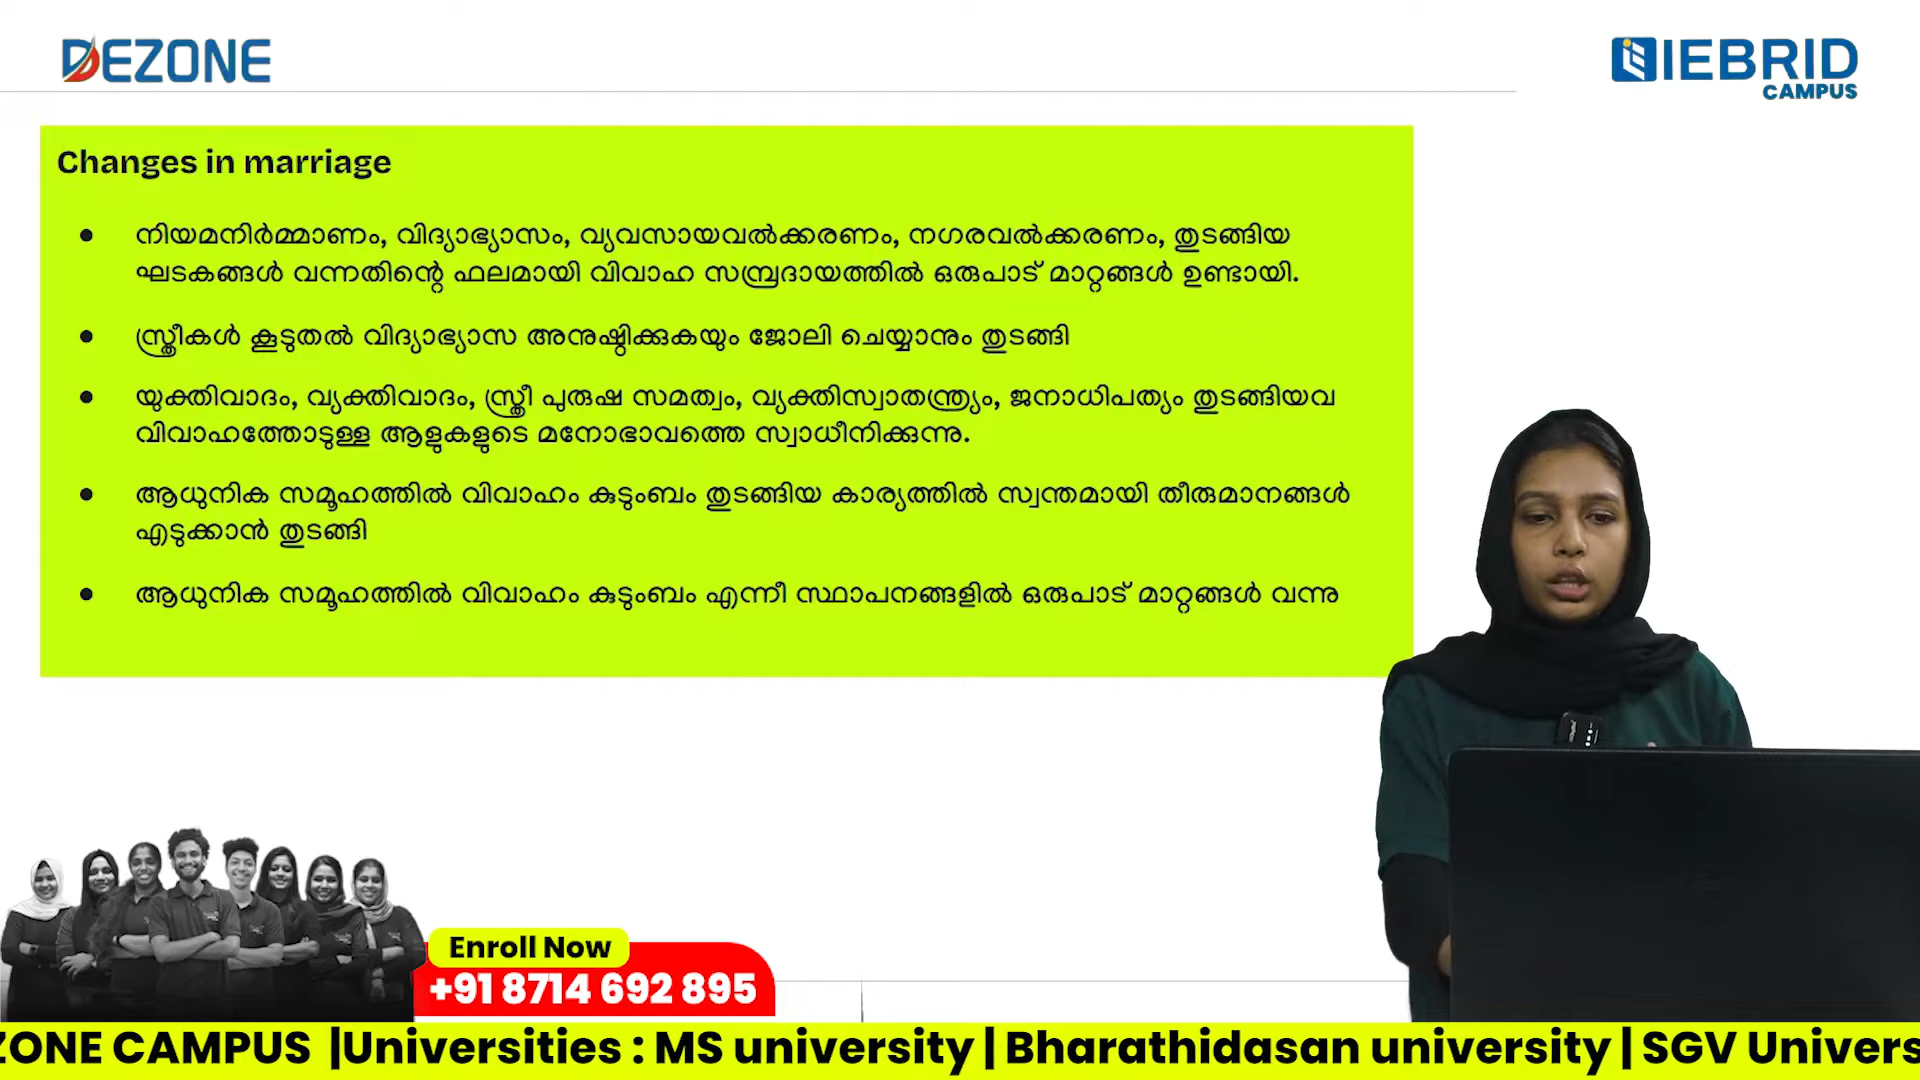 DEZONE
IEBRID
CAMPUS
Changes in marriage
● നിയമനിർമ്മാണം, വിദ്യാഭ്യാസം, വ്യവസായവൽക്കരണം, നഗരവൽക്കരണം, തുടങ്ങിയ
ഘടകങ്ങൾ വന്നതിന്റെ ഫലമായി വിവാഹ സമ്പ്രദായത്തിൽ ഒരുപാട് മാറ്റങ്ങൾ ഉണ്ടായി.
● സ്ത്രീകൾ കൂടുതൽ വിദ്യാഭ്യാസ അനുഷ്ഠിക്കുകയും ജോലി ചെയ്യാനും തുടങ്ങി
● യുക്തിവാദം, വ്യക്തിവാദം, സ്ത്രീ പുരുഷ സമത്വം, വ്യക്തിസ്വാതന്ത്ര്യം, ജനാധിപത്യം തുടങ്ങിയവ
വിവാഹത്തോടുള്ള ആളുകളുടെ മനോഭാവത്തെ സ്വാധീനിക്കുന്നു.
● ആധുനിക സമൂഹത്തിൽ വിവാഹം കുടുംബം തുടങ്ങിയ കാര്യത്തിൽ സ്വന്തമായി തീരുമാനങ്ങൾ
എടുക്കാൻ തുടങ്ങി
● ആധുനിക സമൂഹത്തിൽ വിവാഹം കുടുംബം എന്നീ സ്ഥാപനങ്ങളിൽ ഒരുപാട് മാറ്റങ്ങൾ വന്നു
Enroll Now
+91 8714 692 895
ZONE CAMPUS |Universities : MS university | Bharathidasan university | SGV Univers